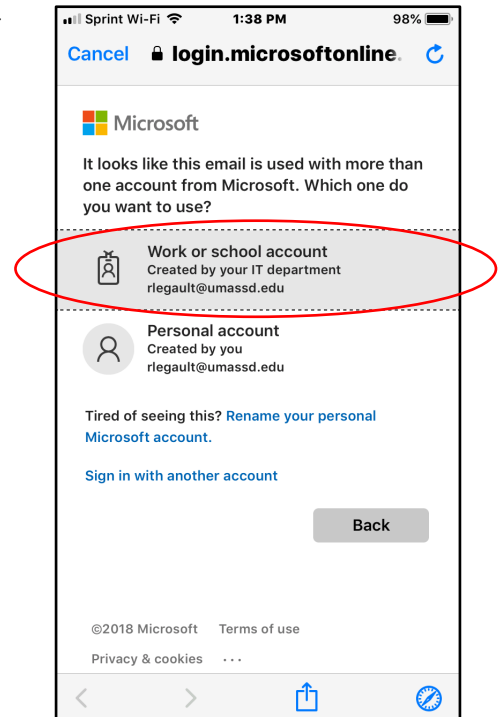 Sprint Wi-Fi 1:38 PM 98%
Cancel login.microsoftonline.
Microsoft
It looks like this email is used with more than
one account from Microsoft. Which one do
you want to use?
Work or school account
Created by your IT department
rlegault@umassd.edu
Personal account
Created by you
rlegault@umassd.edu
Tired of seeing this? Rename your personal
Microsoft account.
Sign in with another account
Back
©2018 Microsoft Terms of use
Privacy & cookies ...